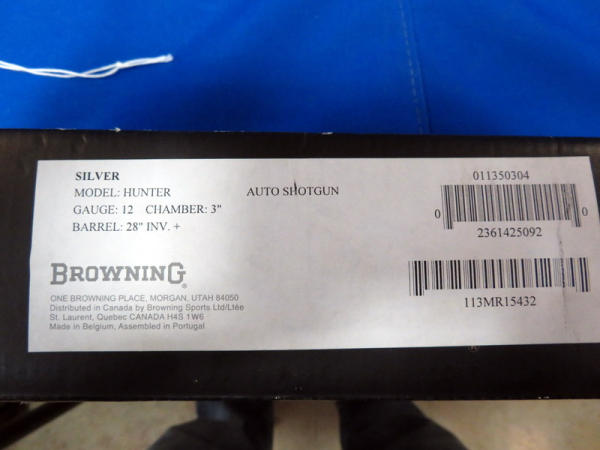 SILVER
MODEL: HUNTER AUTO SHOTGUN
GAUGE: 12 CHAMBER: 3"
BARREL: 28" INV. +
011350304
0 0
2361425092
113MR15432
BROWNING
ONE BROWNING PLACE, MORGAN, UTAH 84050
Distributed in Canada by Browning Sports Ltd/Ltée
St. Laurent, Quebec CANADA H4S 1W6
Made in Belgium, Assembled in Portugal